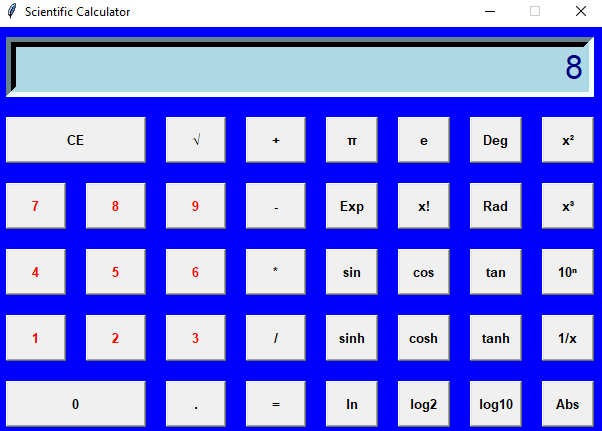 Scientific Calculator
8
CE √ + π e Deg x²
7 8 9 - Exp x! Rad x³
4 5 6 * sin cos tan 10ⁿ
1 2 3 / sinh cosh tanh 1/x
0 . = ln log2 log10 Abs